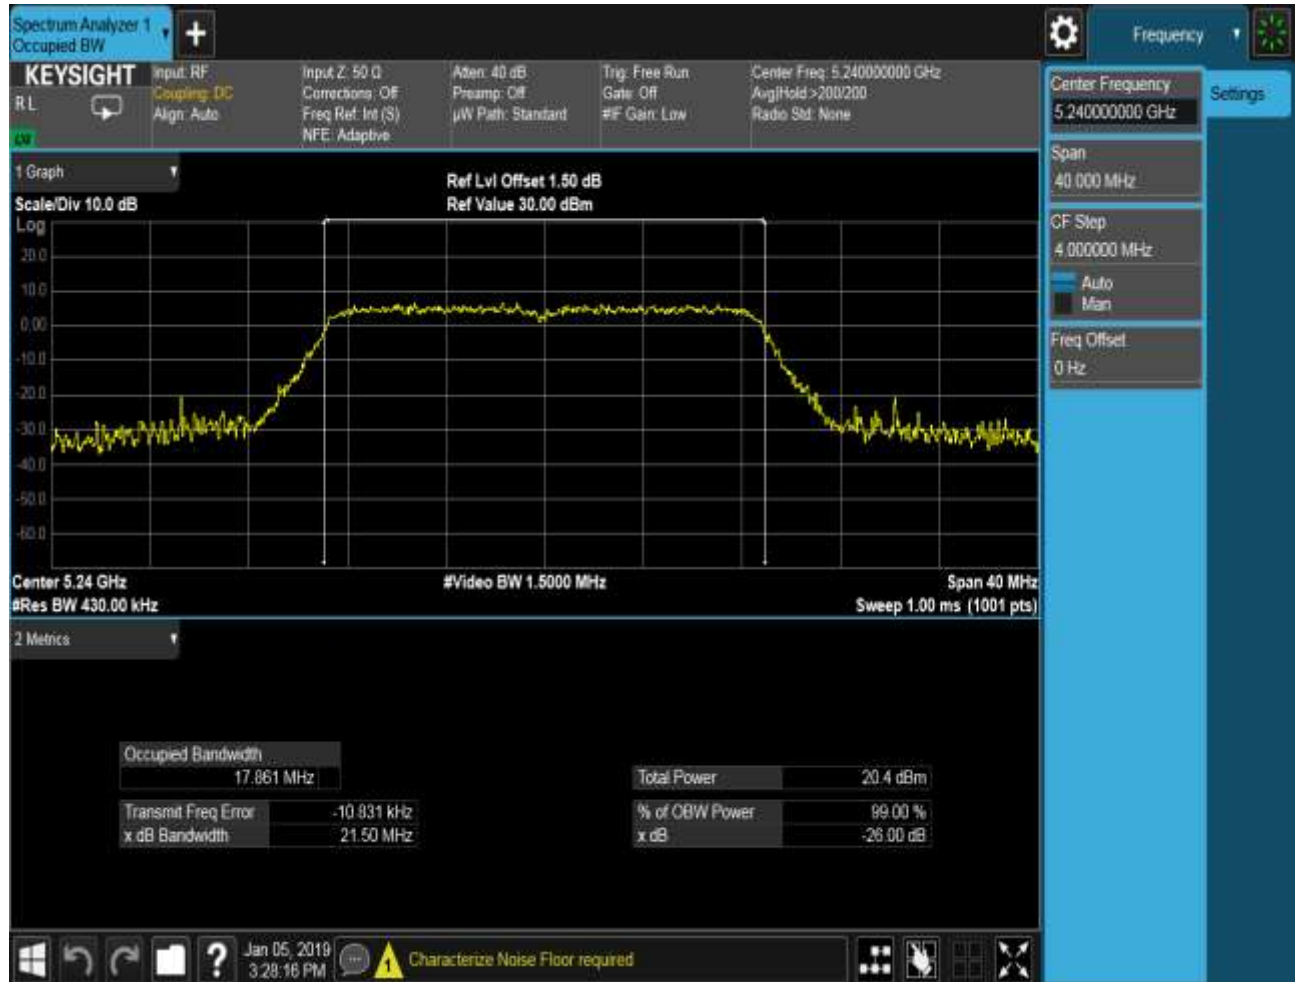 Spectrum Analyzer 1
Occupied BW
Frequency
KEYSIGHT
RL
Input: RF
Coupling: DC
Align: Auto
Input Z: 50 Ω
Corrections: Off
Freq Ref: Int (S)
NFE: Adaptive
Atten: 40 dB
Preamp: Off
µW Path: Standard
Trig: Free Run
Gate: Off
#IF Gain: Low
Center Freq: 5.240000000 GHz
Avg|Hold:>200/200
Radio Std: None
Center Frequency
5.240000000 GHz
Settings
Span
40.000 MHz
CF Step
4.000000 MHz
Auto
Man
Freq Offset
0 Hz
1 Graph
Scale/Div 10.0 dB
Ref Lvl Offset 1.50 dB
Ref Value 30.00 dBm
Log
20.0
10.0
0.00
-10.0
-20.0
-30.0
-40.0
-50.0
-60.0
Center 5.24 GHz
#Video BW 1.5000 MHz
Span 40 MHz
#Res BW 430.00 kHz
Sweep 1.00 ms (1001 pts)
2 Metrics
Occupied Bandwidth
17.861 MHz
Total Power 20.4 dBm
Transmit Freq Error -10.831 kHz
% of OBW Power 99.00 %
x dB Bandwidth 21.50 MHz
x dB -26.00 dB
Jan 05, 2019
3:28:16 PM
1
Characterize Noise Floor required